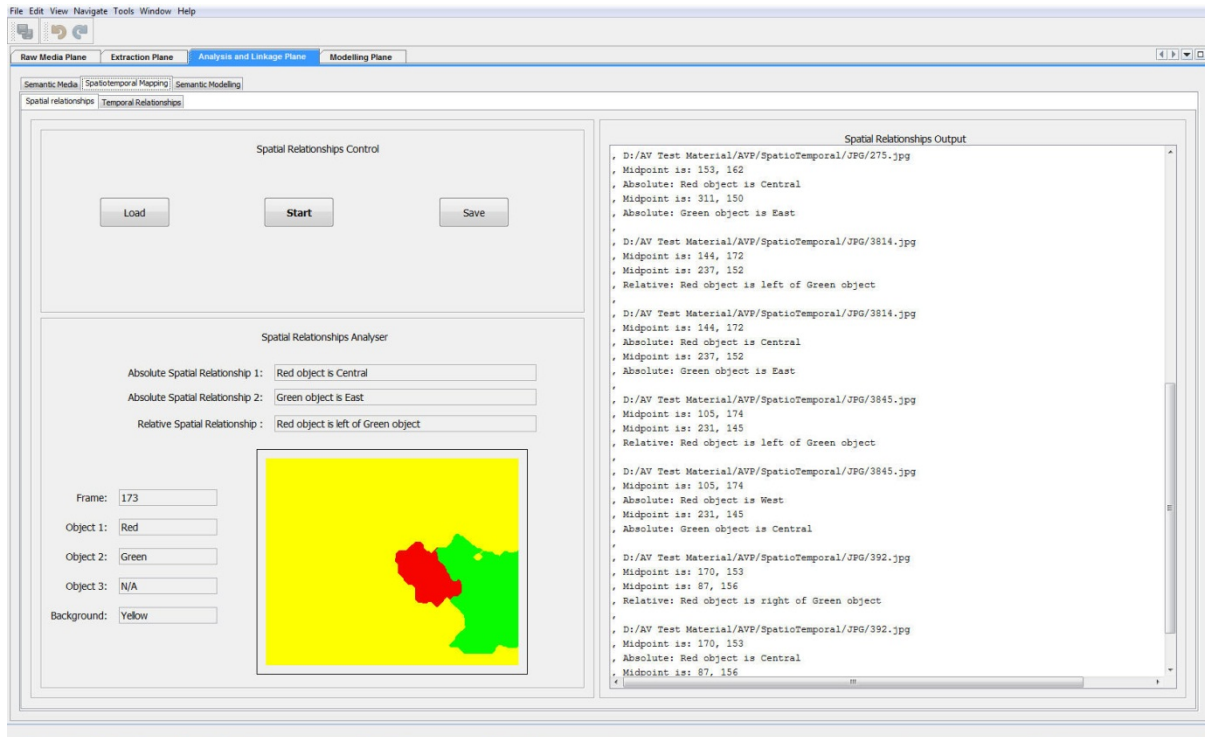 File Edit View Navigate Tools Window Help
Raw Media Plane Extraction Plane Analysis and Linkage Plane Modelling Plane
Semantic Media Spatiotemporal Mapping Semantic Modelling
Spatial relationships Temporal Relationships
Spatial Relationships Control
Load Start Save
Spatial Relationships Analyser
Absolute Spatial Relationship 1: Red object is Central
Absolute Spatial Relationship 2: Green object is East
Relative Spatial Relationship : Red object is left of Green object
Frame: 173
Object 1: Red
Object 2: Green
Object 3: N/A
Background: Yellow
Spatial Relationships Output
, D:/AV Test Material/AVP/SpatioTemporal/JPG/275.jpg
, Midpoint is: 153, 162
, Absolute: Red object is Central
, Midpoint is: 311, 150
, Absolute: Green object is East
,
, D:/AV Test Material/AVP/SpatioTemporal/JPG/3814.jpg
, Midpoint is: 144, 172
, Midpoint is: 237, 152
, Relative: Red object is left of Green object
,
, D:/AV Test Material/AVP/SpatioTemporal/JPG/3814.jpg
, Midpoint is: 144, 172
, Absolute: Red object is Central
, Midpoint is: 237, 152
, Absolute: Green object is East
,
, D:/AV Test Material/AVP/SpatioTemporal/JPG/3845.jpg
, Midpoint is: 105, 174
, Midpoint is: 231, 145
, Relative: Red object is left of Green object
,
, D:/AV Test Material/AVP/SpatioTemporal/JPG/3845.jpg
, Midpoint is: 105, 174
, Absolute: Red object is West
, Midpoint is: 231, 145
, Absolute: Green object is Central
,
, D:/AV Test Material/AVP/SpatioTemporal/JPG/392.jpg
, Midpoint is: 170, 153
, Midpoint is: 87, 156
, Relative: Red object is right of Green object
,
, D:/AV Test Material/AVP/SpatioTemporal/JPG/392.jpg
, Midpoint is: 170, 153
, Absolute: Red object is Central
, Midpoint is: 87, 156